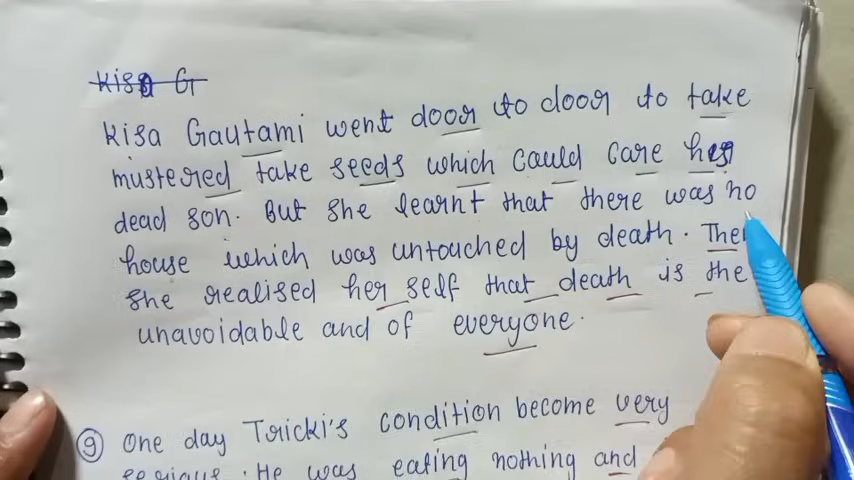 Kisa G
Kisa Gautami went door to door to take
mustered take seeds which could care her
dead son. But she learnt that there was no
house which was untouched by death. Then
she realised her self that death is the
unavoidable and of everyone.
9 One day Tricki's condition become very
serious. He was eating nothing and